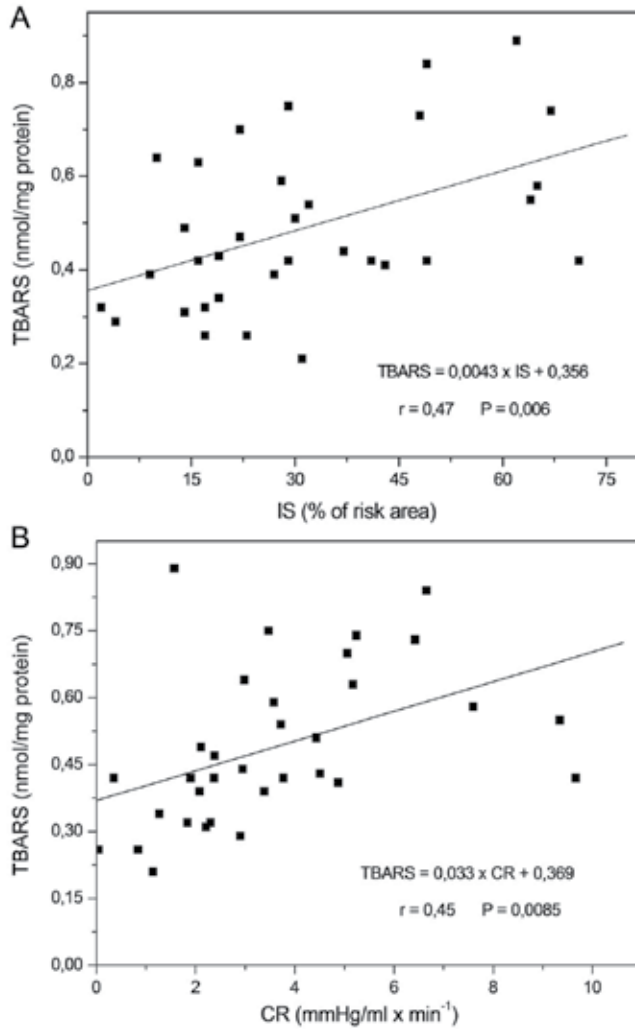 A
TBARS (nmol/mg protein)
0,8
0,6
0,4
0,2
0,0
TBARS = 0,0043 x IS + 0,356
r = 0,47 P = 0,006
0 15 30 45 60 75
IS (% of risk area)
B
TBARS (nmol/mg protein)
0,90
0,75
0,60
0,45
0,30
0,15
0,00
TBARS = 0,033 x CR + 0,369
r = 0,45 P = 0,0085
0 2 4 6 8 10
CR (mmHg/ml x min⁻¹)